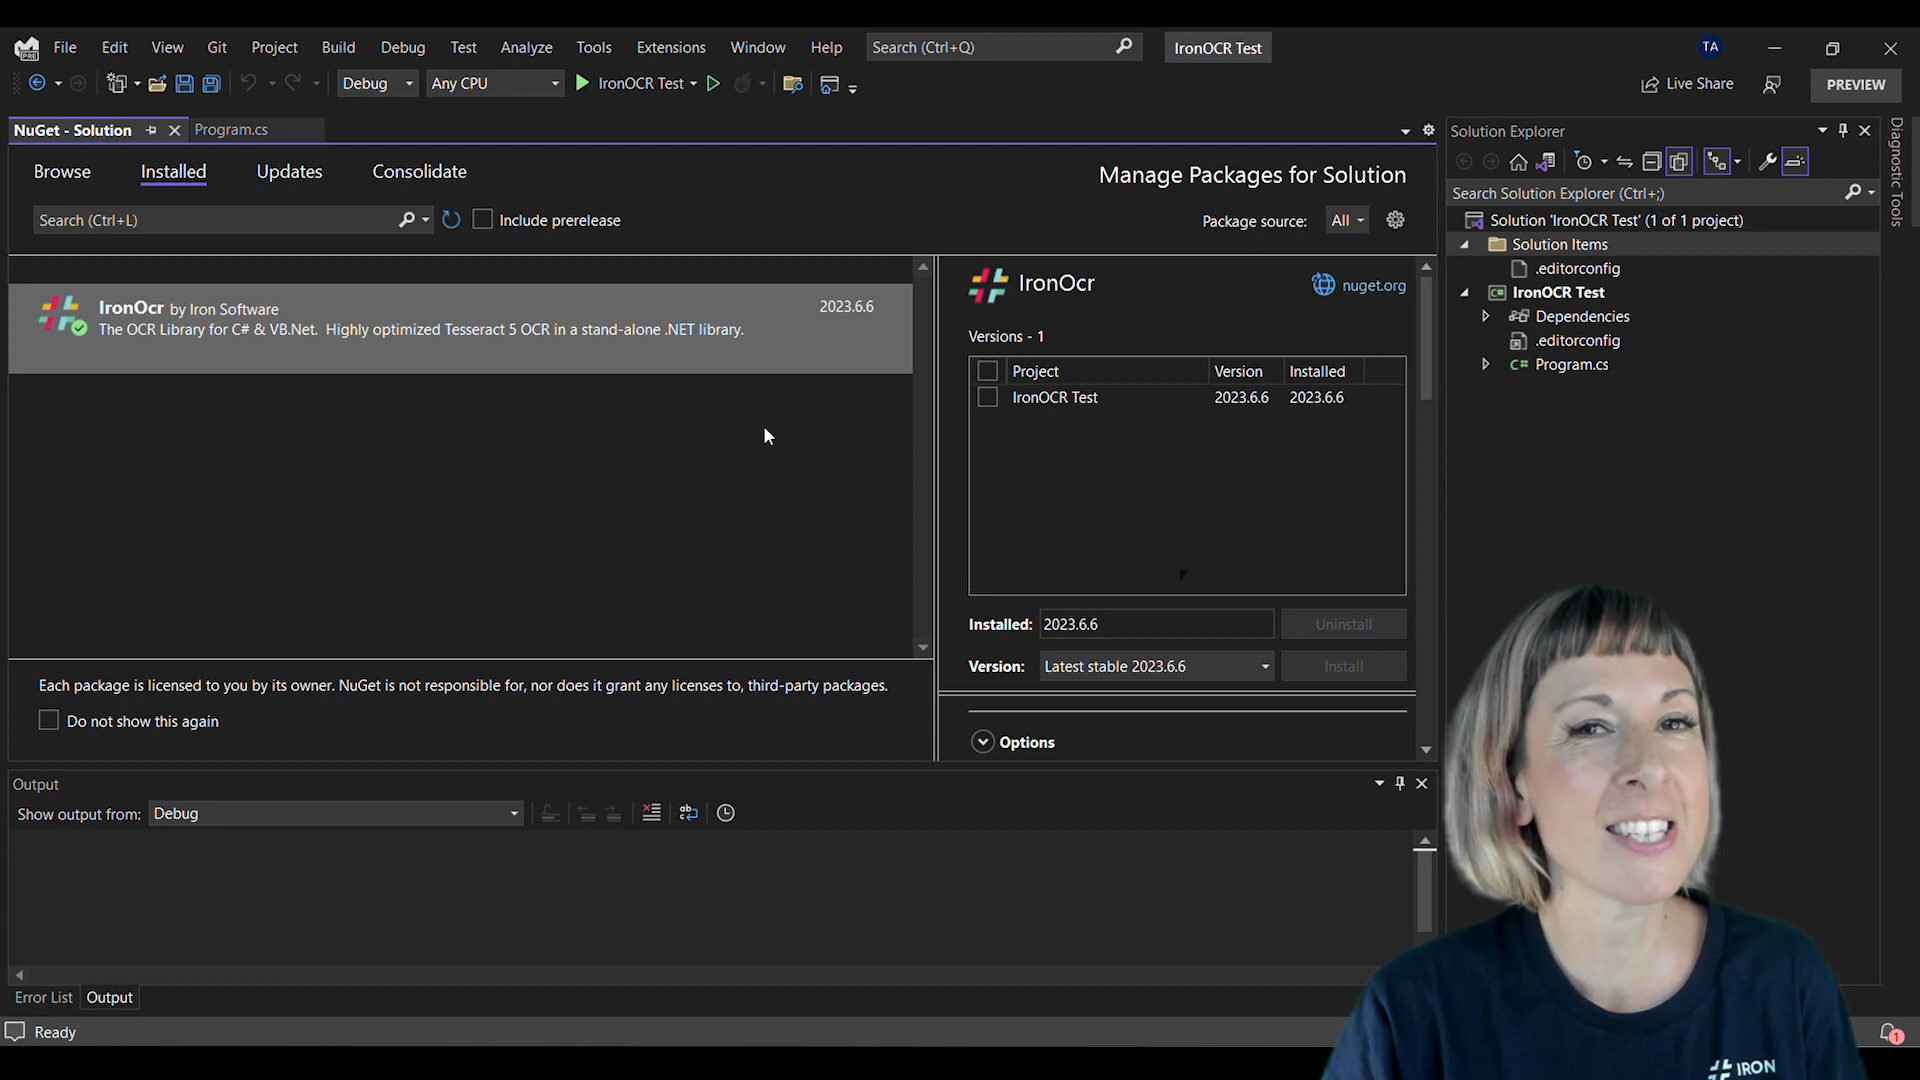 File Edit View Git Project Build Debug Test Analyze Tools Extensions Window Help Search (Ctrl+Q) IronOCR Test TA
Debug Any CPU IronOCR Test Live Share PREVIEW
NuGet - Solution Program.cs
Browse Installed Updates Consolidate
Manage Packages for Solution
Search (Ctrl+L) Include prerelease
Package source: All
IronOcr by Iron Software 2023.6.6
The OCR Library for C# & VB.Net. Highly optimized Tesseract 5 OCR in a stand-alone .NET library.
Each package is licensed to you by its owner. NuGet is not responsible for, nor does it grant any licenses to, third-party packages.
Do not show this again
IronOcr nuget.org
Versions - 1
Project Version Installed
IronOCR Test 2023.6.6 2023.6.6
Installed: 2023.6.6 Uninstall
Version: Latest stable 2023.6.6 Install
Options
Solution Explorer
Search Solution Explorer (Ctrl+;)
Solution 'IronOCR Test' (1 of 1 project)
Solution Items
.editorconfig
IronOCR Test
Dependencies
.editorconfig
C# Program.cs
Diagnostic Tools
Output
Show output from: Debug
Error List Output
Ready
1
IRON